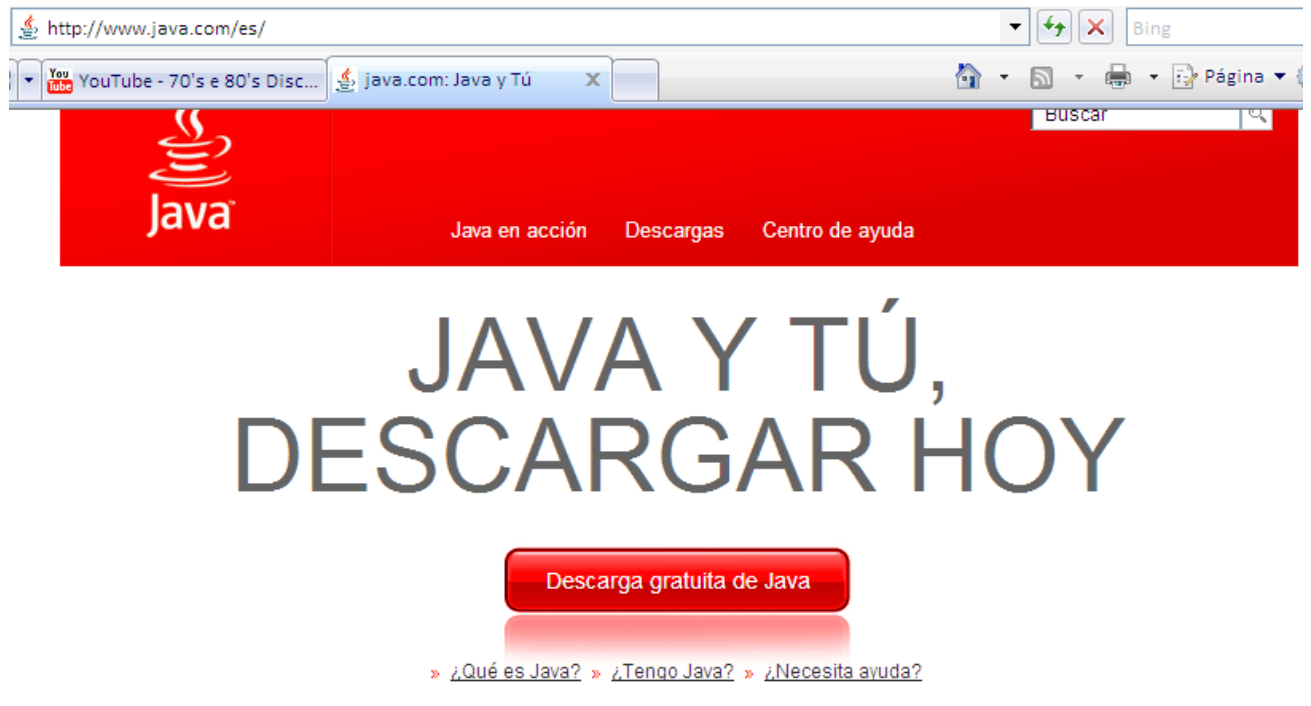 http://www.java.com/es/
Bing
You Tube YouTube - 70's e 80's Disc...
java.com: Java y Tú
Página
Buscar
Java
Java en acción Descargas Centro de ayuda
JAVA Y TÚ,
DESCARGAR HOY
Descarga gratuita de Java
» ¿Qué es Java? » ¿Tengo Java? » ¿Necesita ayuda?